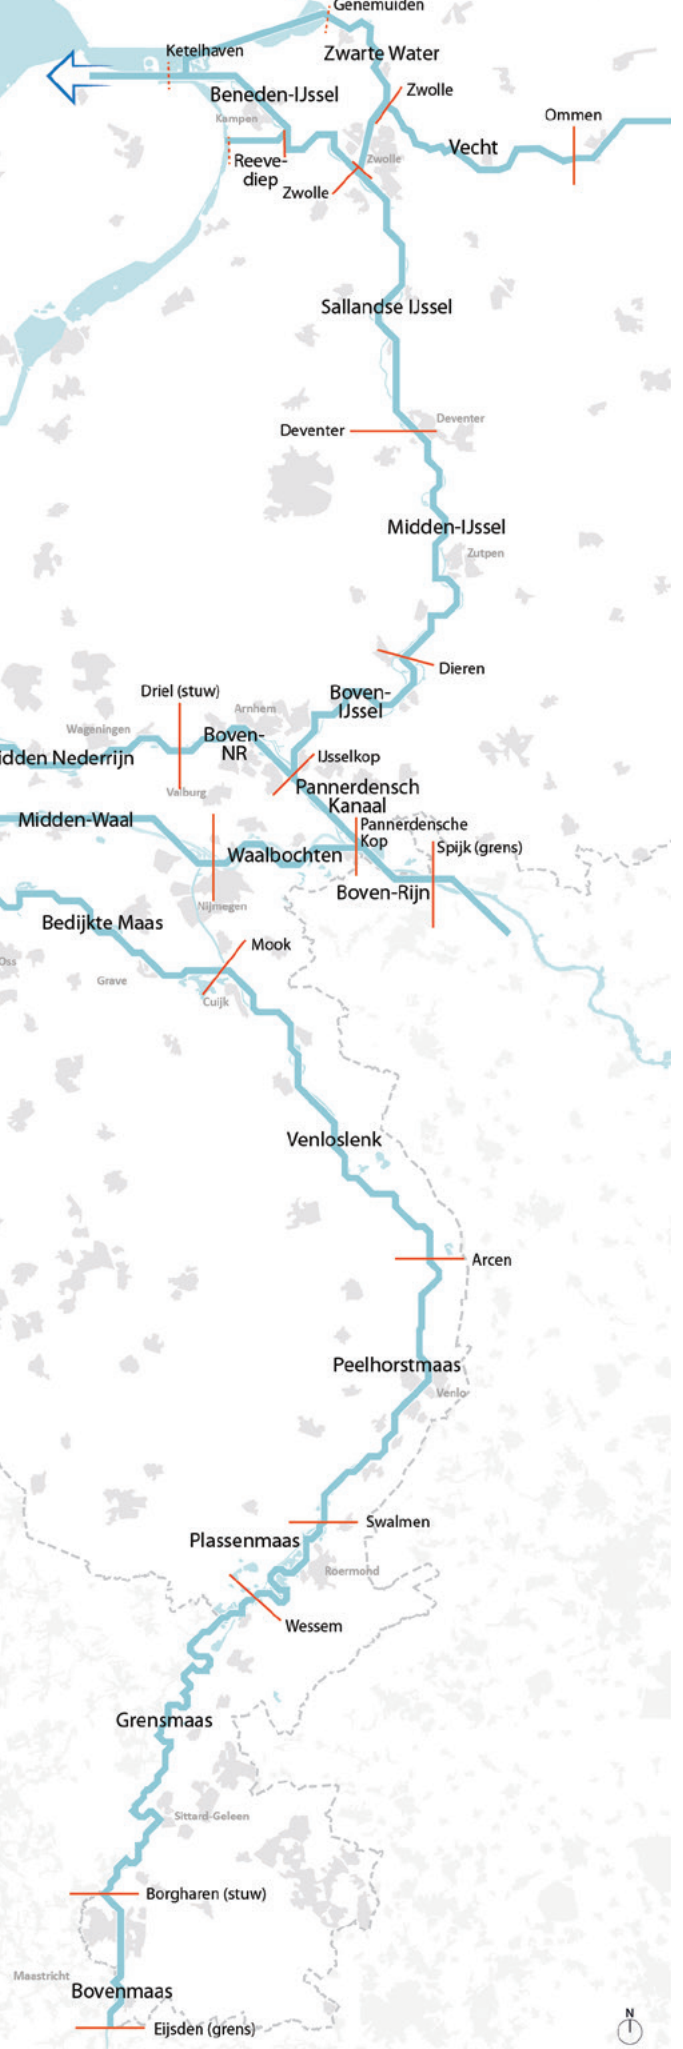 Genemuiden
Ketelhaven
Zwarte Water
Beneden-IJssel
Zwolle
Kampen
Ommen
Vecht
Zwolle
Reeve-
diep
Zwolle
Sallandse IJssel
Deventer
Deventer
Midden-IJssel
Zutpen
Dieren
Driel (stuw)
Boven-
IJssel
Arnhem
Wageningen
Boven-
NR
idden Nederrijn
IJsselkop
Pannerdensch
Kanaal
Valburg
Midden-Waal
Pannerdensche
Kop
Spijk (grens)
Waalbochten
Boven-Rijn
Nijmegen
Bedijkte Maas
Mook
Oss
Grave
Cuijk
Venloslenk
Arcen
Peelhorstmaas
Venlo
Swalmen
Plassenmaas
Roermond
Wessem
Grensmaas
Sittard-Geleen
Borgharen (stuw)
Maastricht
Bovenmaas
Eijsden (grens)
N